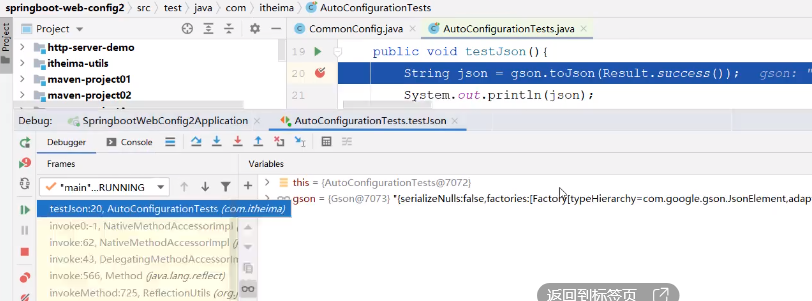 springboot-web-config2 › src › test › java › com › itheima › AutoConfigurationTests
Project
Project
CommonConfig.java
AutoConfigurationTests.java
http-server-demo
itheima-utils
maven-project01
maven-project02
19 public void testJson(){
20 String json = gson.toJson(Result.success()); gson: "
21 System.out.println(json);
Debug: SpringbootWebConfig2Application AutoConfigurationTests.testJson
Debugger Console
Frames Variables
"main"...RUNNING
this = {AutoConfigurationTests@7072}
gson = {Gson@7073} "{serializeNulls:false,factories:[Factory[typeHierarchy=com.google.gson.JsonElement,adap
testJson:20, AutoConfigurationTests (com.itheima)
invoke0:-1, NativeMethodAccessorImpl
invoke:62, NativeMethodAccessorImpl
invoke:43, DelegatingMethodAccessorImpl
invoke:566, Method (java.lang.reflect)
invokeMethod:725, ReflectionUtils (org.
返回到标签页